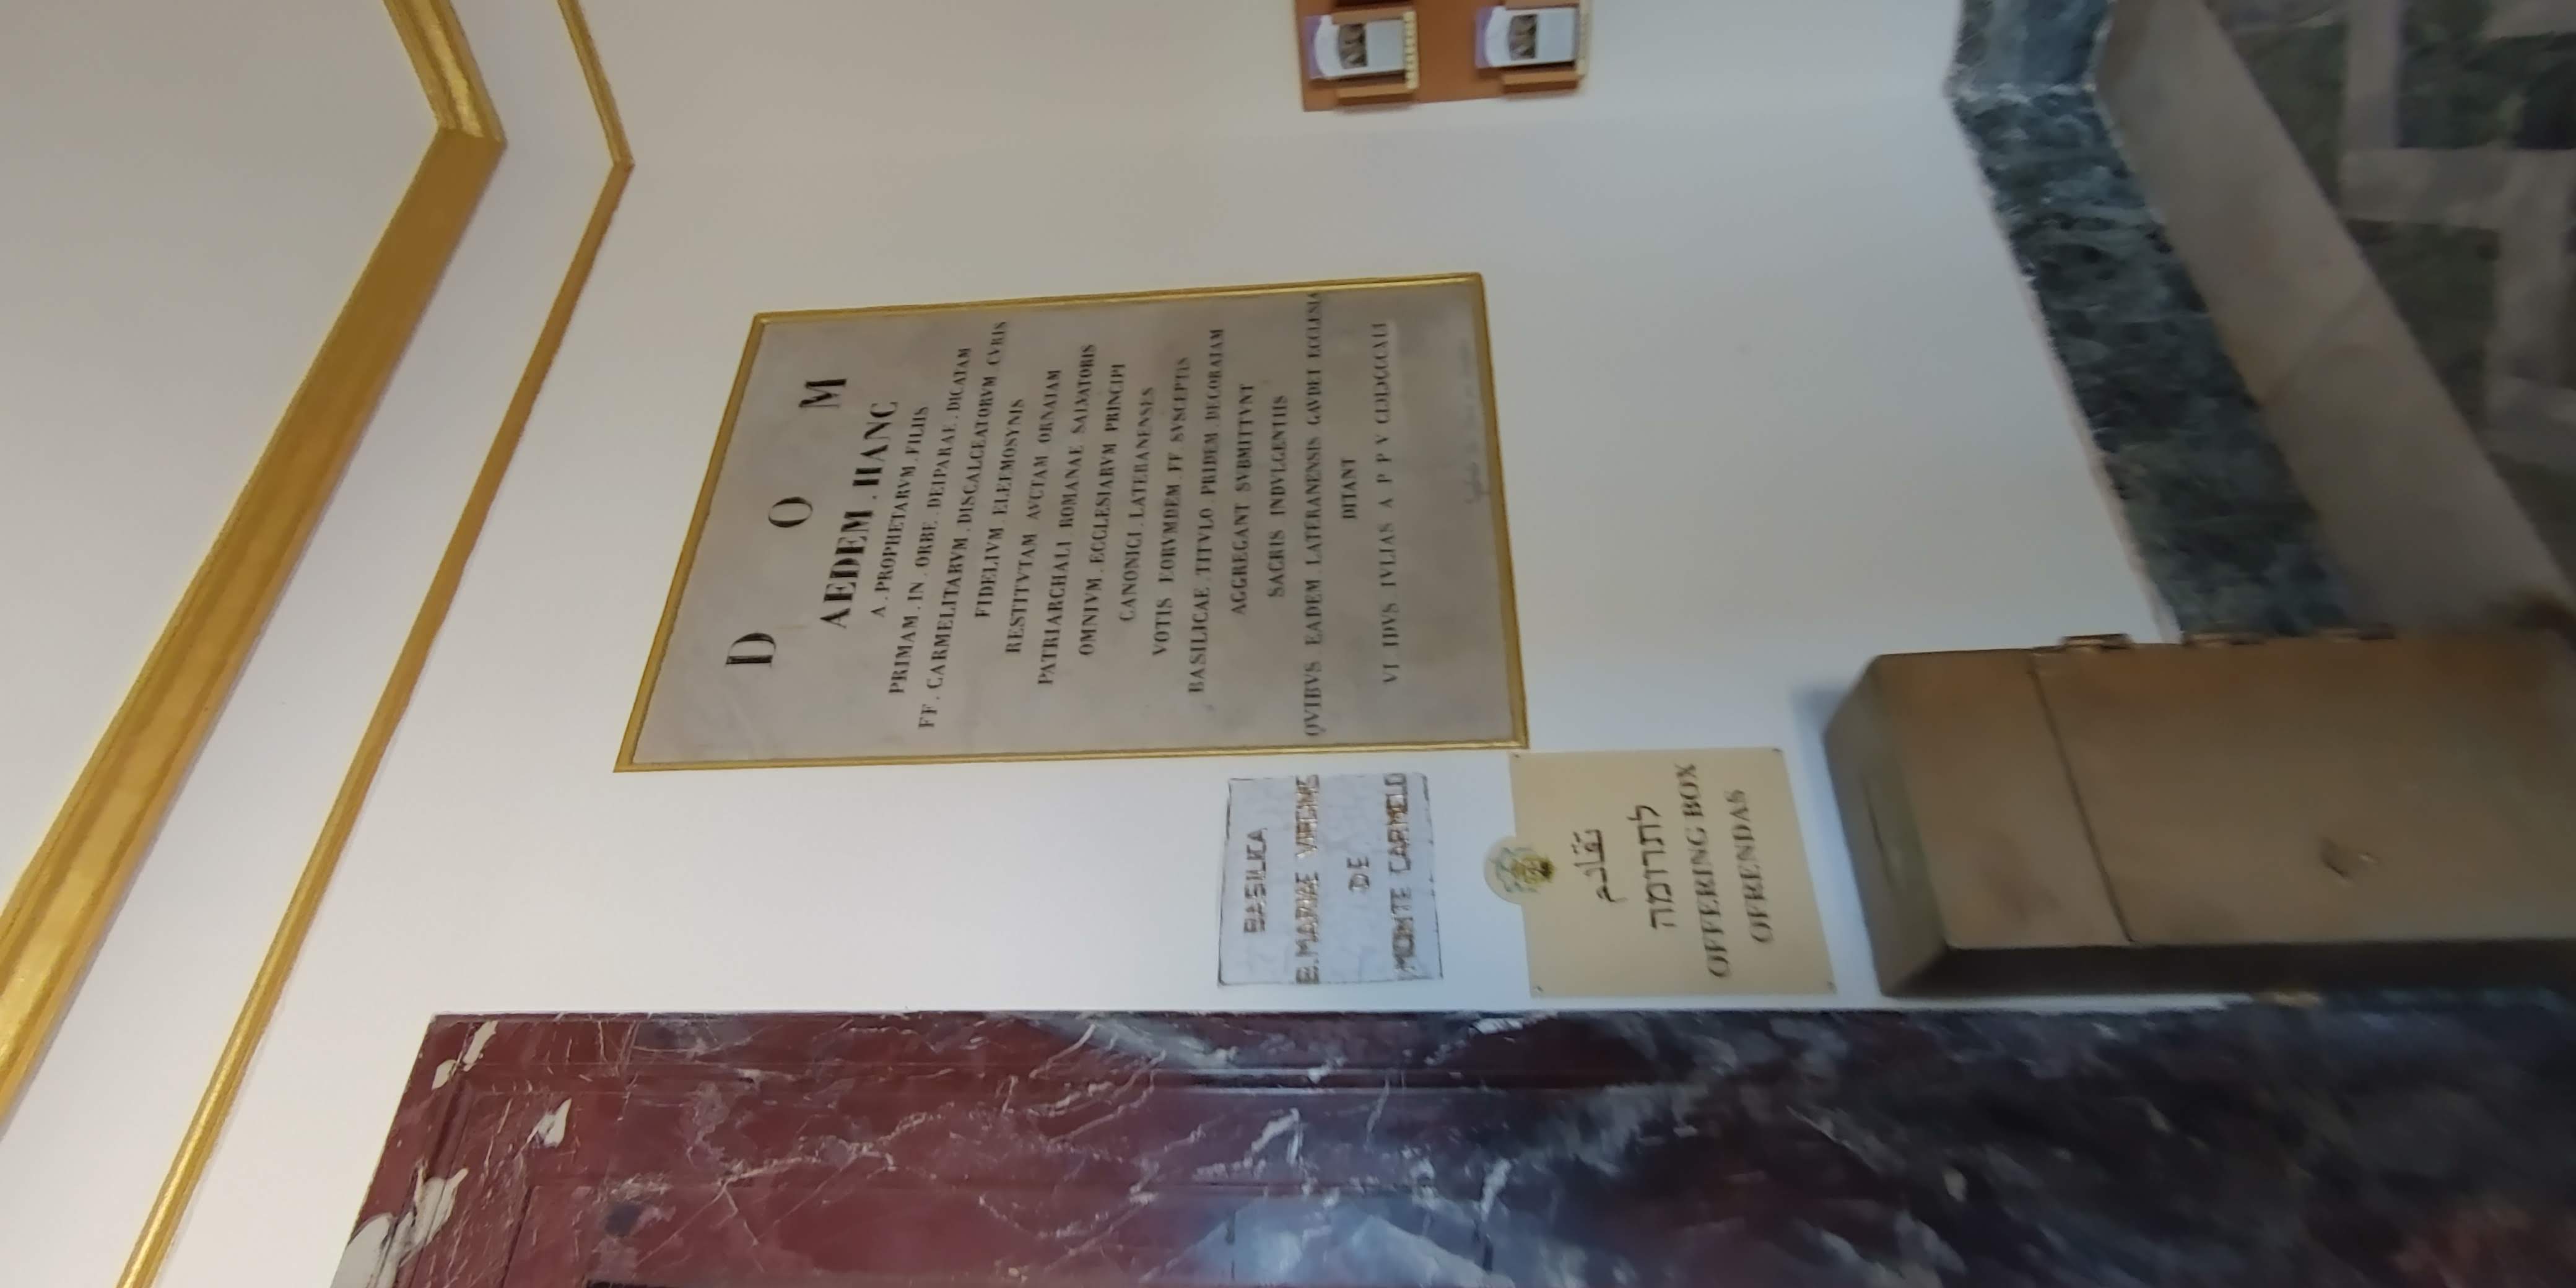 D O M
AEDEM . HANC
A . PROPHETARVM . FILIIS
PRIMAM . IN . ORBE . DEIPARAE . DICATAM
FF . CARMELITARVM . DISCALCEATORVM . CVRIS
FIDELIVM . ELEEMOSYNIS
RESTITVTAM AVCTAM ORNATAM
PATRIARCHALI . ROMANAE SALVATORIS
OMNIVM . ECCLESIARVM PRINCIPI
CANONICI . LATERANENSES
VOTIS EORVMDEM . FF SVSCEPTIS
BASILICAE . TITVLO . PRIDEM . DECORATAM
AGGREGANT SVBMITTVNT
SACRIS INDVLGENTIIS
QVIBVS EADEM . LATERANENSIS GAVDET ECCLESIA
DITANT
VI IDVS IVLIAS A P P V
BASILICA
B.MARIAE VIRGINIS
DE
MONTE CARMELO
تقادم
לתרומה
OFFERING BOX
OFRENDAS